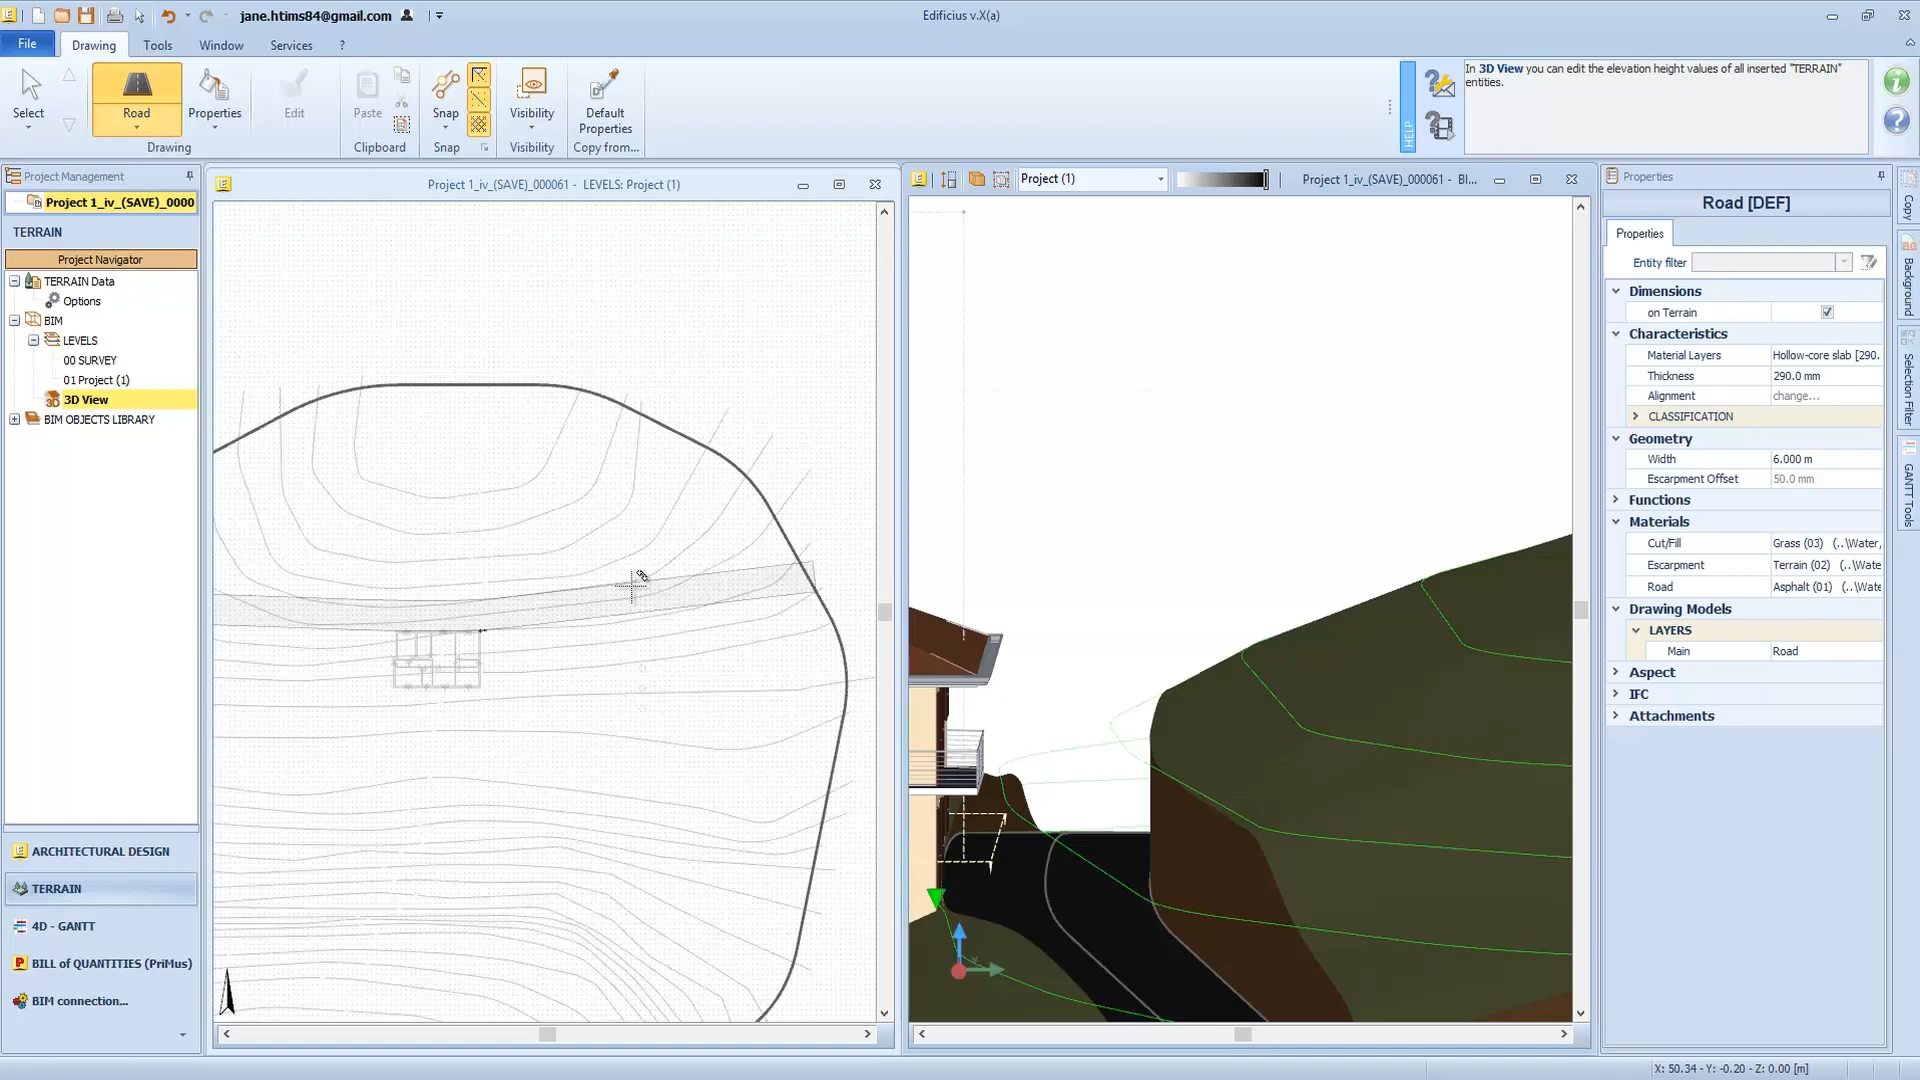 jane.htims84@gmail.com
Edificius v.X(a)
File
Drawing
Tools
Window
Services
?
Select
Road
Properties
Edit
Paste
Snap
Visibility
Default
Properties
Drawing
Clipboard
Snap
Visibility
Copy from...
HELP
In 3D View you can edit the elevation height values of all inserted "TERRAIN"
entities.
Project Management
Project 1_iv_(SAVE)_0000
TERRAIN
Project Navigator
TERRAIN Data
Options
BIM
LEVELS
00 SURVEY
01 Project (1)
3D View
BIM OBJECTS LIBRARY
ARCHITECTURAL DESIGN
TERRAIN
4D - GANTT
BILL of QUANTITIES (PriMus)
BIM connection...
Project 1_iv_(SAVE)_000061 - LEVELS: Project (1)
Project (1)
Project 1_iv_(SAVE)_000061 - BI...
Properties
Road [DEF]
Properties
Entity filter
Dimensions
on Terrain
Characteristics
Material Layers Hollow-core slab [290.
Thickness 290.0 mm
Alignment change...
CLASSIFICATION
Geometry
Width 6.000 m
Escarpment Offset 50.0 mm
Functions
Materials
Cut/Fill Grass (03) (..\Water,
Escarpment Terrain (02) (..\Wate
Road Asphalt (01) (..\Wat
Drawing Models
LAYERS
Main Road
Aspect
IFC
Attachments
Copy
Background
Selection Filter
GANTT Tools
X: 50.34 - Y: -0.20 - Z: 0.00 [m]